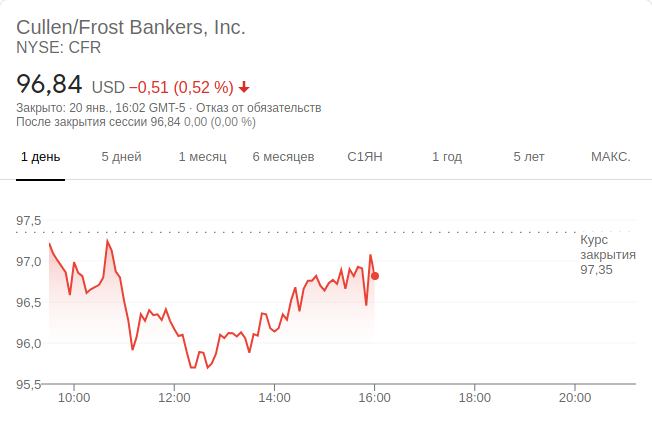 Cullen/Frost Bankers, Inc.
NYSE: CFR
96,84 USD −0,51 (0,52 %)
Закрыто: 20 янв., 16:02 GMT-5 · Отказ от обязательств
После закрытия сессии 96,84 0,00 (0,00 %)
1 день 5 дней 1 месяц 6 месяцев С1ЯН 1 год 5 лет МАКС.
97,5
Курс
закрытия
97,35
97,0
96,5
96,0
95,5
10:00 12:00 14:00 16:00 18:00 20:00